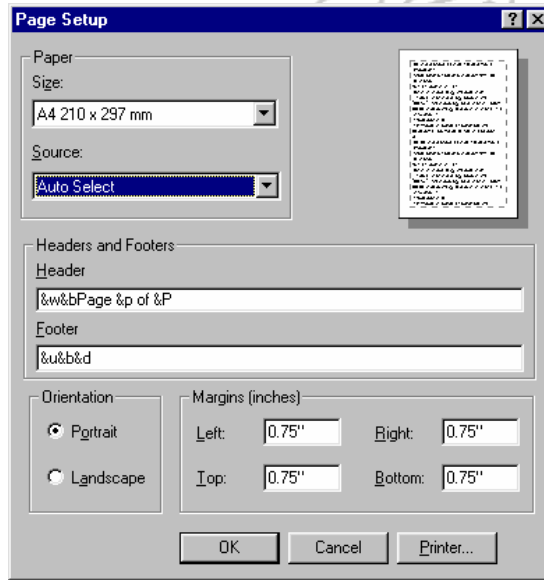 Page Setup
Paper
Size:
A4 210 x 297 mm
Source:
Auto Select
Headers and Footers
Header
&w&bPage &p of &P
Footer
&u&b&d
Orientation
Portrait
Landscape
Margins (inches)
Left: 0.75" Right: 0.75"
Top: 0.75" Bottom: 0.75"
OK Cancel Printer...